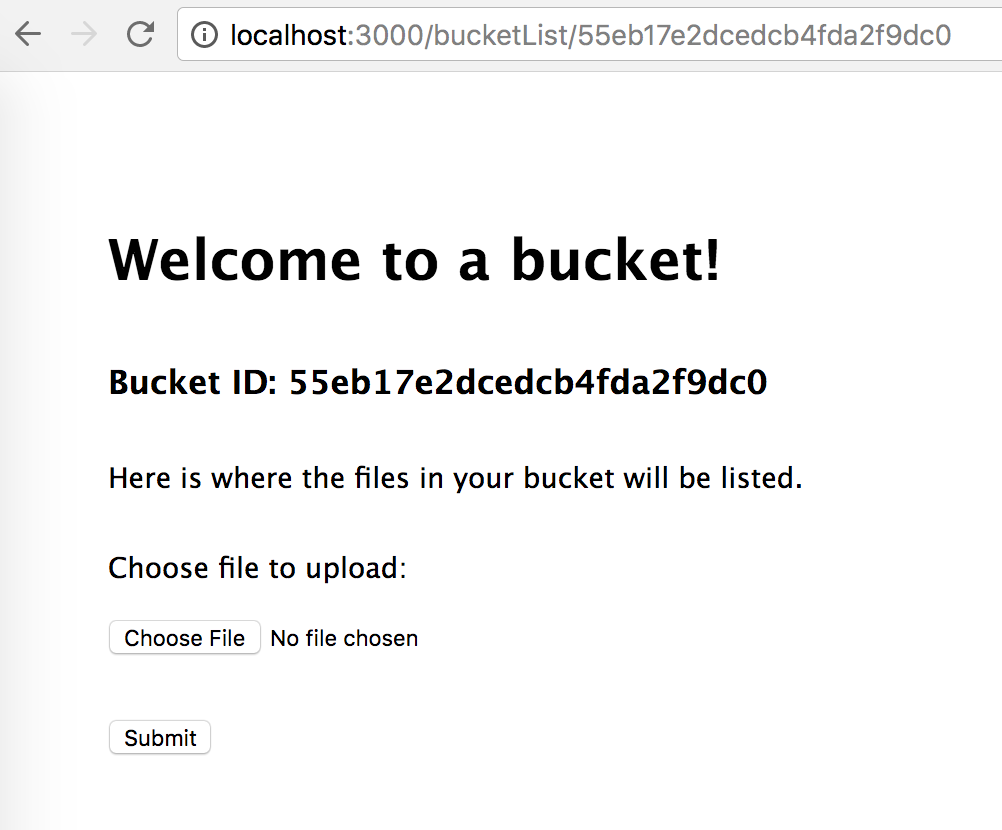 localhost:3000/bucketList/55eb17e2dcedcb4fda2f9dc0
Welcome to a bucket!
Bucket ID: 55eb17e2dcedcb4fda2f9dc0
Here is where the files in your bucket will be listed.
Choose file to upload:
Choose File No file chosen
Submit